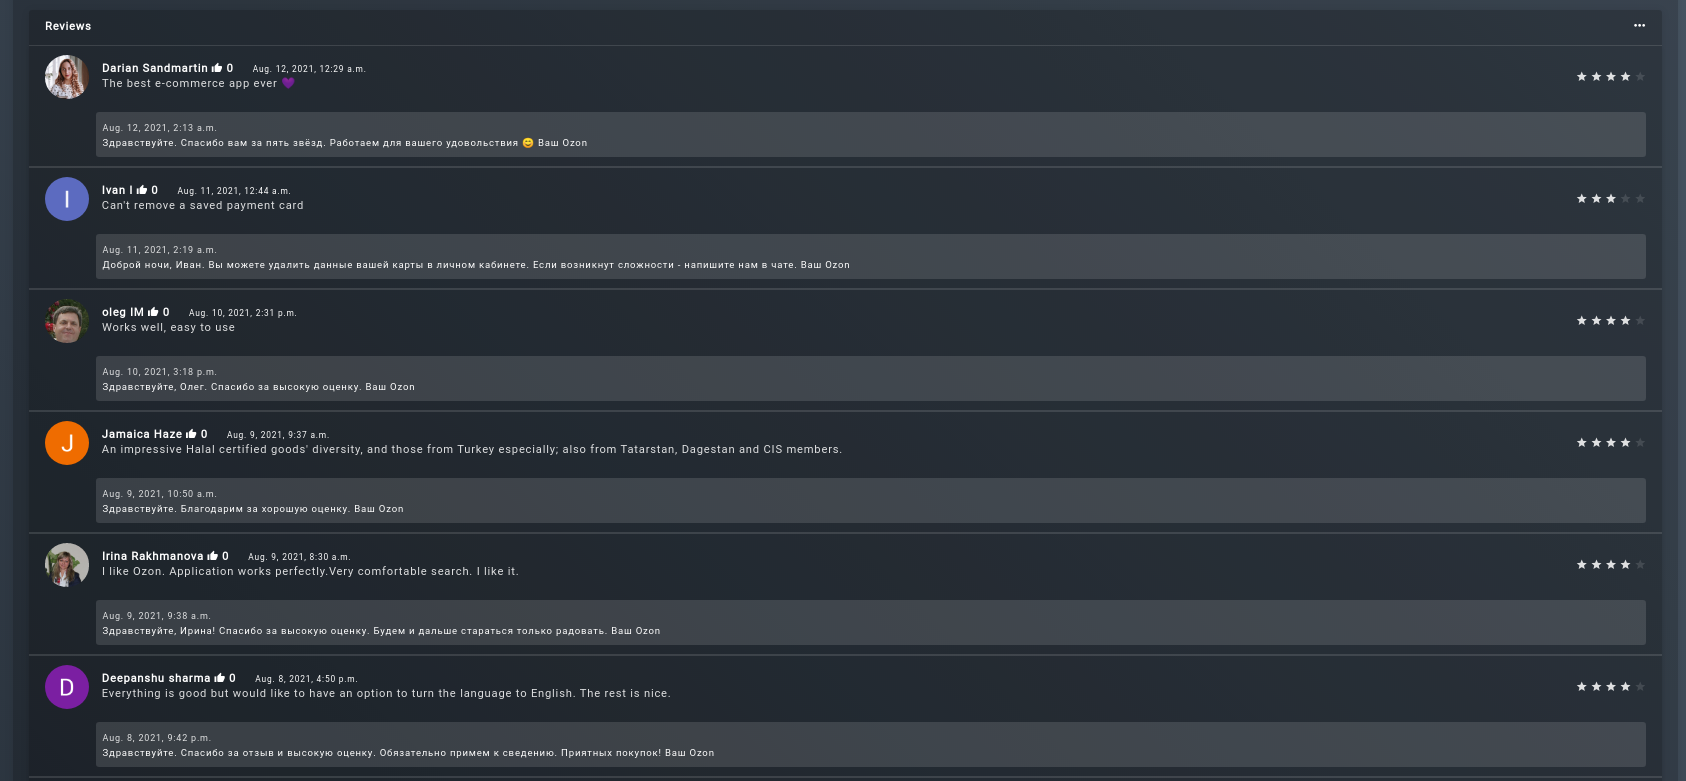 Reviews
Darian Sandmartin 0 Aug. 12, 2021, 12:29 a.m.
The best e-commerce app ever 💜
Aug. 12, 2021, 2:13 a.m.
Здравствуйте. Спасибо вам за пять звёзд. Работаем для вашего удовольствия 😊 Ваш Ozon
I
Ivan I 0 Aug. 11, 2021, 12:44 a.m.
Can't remove a saved payment card
Aug. 11, 2021, 2:19 a.m.
Доброй ночи, Иван. Вы можете удалить данные вашей карты в личном кабинете. Если возникнут сложности - напишите нам в чате. Ваш Ozon
oleg IM 0 Aug. 10, 2021, 2:31 p.m.
Works well, easy to use
Aug. 10, 2021, 3:18 p.m.
Здравствуйте, Олег. Спасибо за высокую оценку. Ваш Ozon
J
Jamaica Haze 0 Aug. 9, 2021, 9:37 a.m.
An impressive Halal certified goods' diversity, and those from Turkey especially; also from Tatarstan, Dagestan and CIS members.
Aug. 9, 2021, 10:50 a.m.
Здравствуйте. Благодарим за хорошую оценку. Ваш Ozon
Irina Rakhmanova 0 Aug. 9, 2021, 8:30 a.m.
I like Ozon. Application works perfectly.Very comfortable search. I like it.
Aug. 9, 2021, 9:38 a.m.
Здравствуйте, Ирина! Спасибо за высокую оценку. Будем и дальше стараться только радовать. Ваш Ozon
D
Deepanshu sharma 0 Aug. 8, 2021, 4:50 p.m.
Everything is good but would like to have an option to turn the language to English. The rest is nice.
Aug. 8, 2021, 9:42 p.m.
Здравствуйте. Спасибо за отзыв и высокую оценку. Обязательно примем к сведению. Приятных покупок! Ваш Ozon